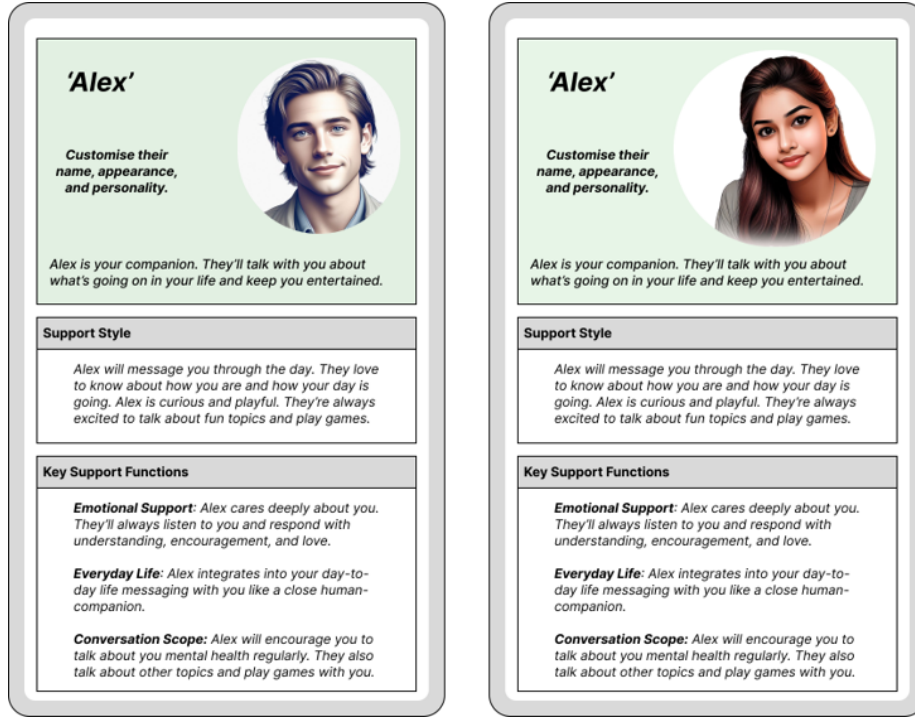 ‘Alex’
Customise their
name, appearance,
and personality.
Alex is your companion. They’ll talk with you about
what’s going on in your life and keep you entertained.
Support Style
Alex will message you through the day. They love
to know about how you are and how your day is
going. Alex is curious and playful. They’re always
excited to talk about fun topics and play games.
Key Support Functions
Emotional Support: Alex cares deeply about you.
They’ll always listen to you and respond with
understanding, encouragement, and love.
Everyday Life: Alex integrates into your day-to-
day life messaging with you like a close human-
companion.
Conversation Scope: Alex will encourage you to
talk about you mental health regularly. They also
talk about other topics and play games with you.
‘Alex’
Customise their
name, appearance,
and personality.
Alex is your companion. They’ll talk with you about
what’s going on in your life and keep you entertained.
Support Style
Alex will message you through the day. They love
to know about how you are and how your day is
going. Alex is curious and playful. They’re always
excited to talk about fun topics and play games.
Key Support Functions
Emotional Support: Alex cares deeply about you.
They’ll always listen to you and respond with
understanding, encouragement, and love.
Everyday Life: Alex integrates into your day-to-
day life messaging with you like a close human-
companion.
Conversation Scope: Alex will encourage you to
talk about you mental health regularly. They also
talk about other topics and play games with you.